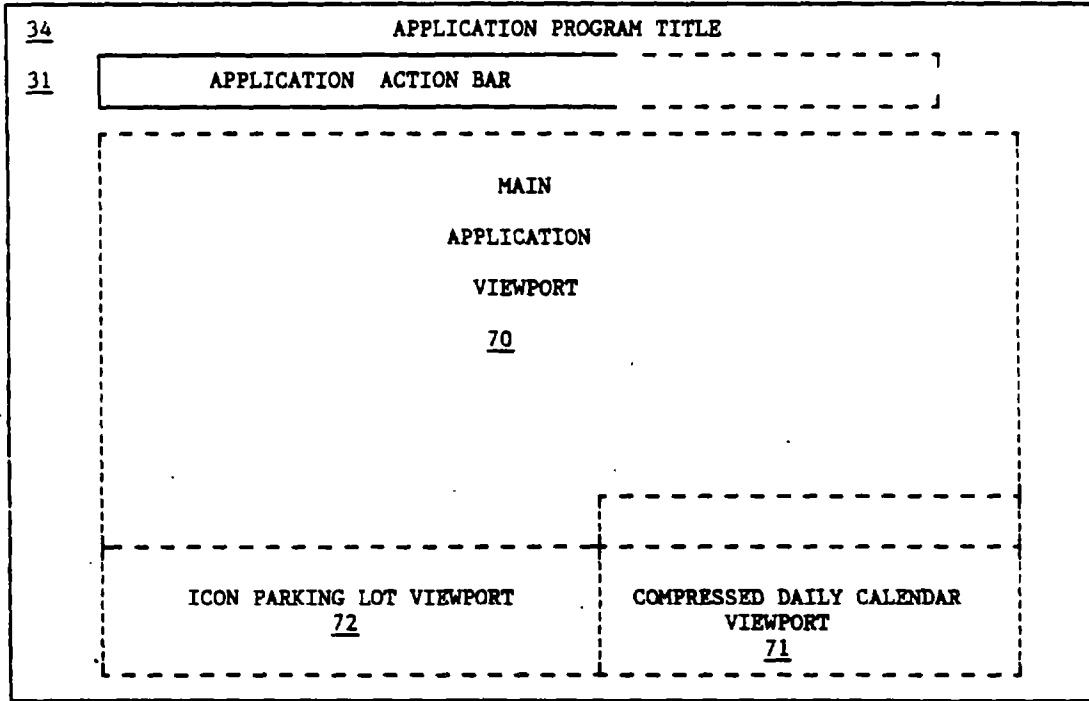 34 APPLICATION PROGRAM TITLE
31 APPLICATION ACTION BAR
MAIN
APPLICATION
VIEWPORT
70
ICON PARKING LOT VIEWPORT
72
COMPRESSED DAILY CALENDAR
VIEWPORT
71